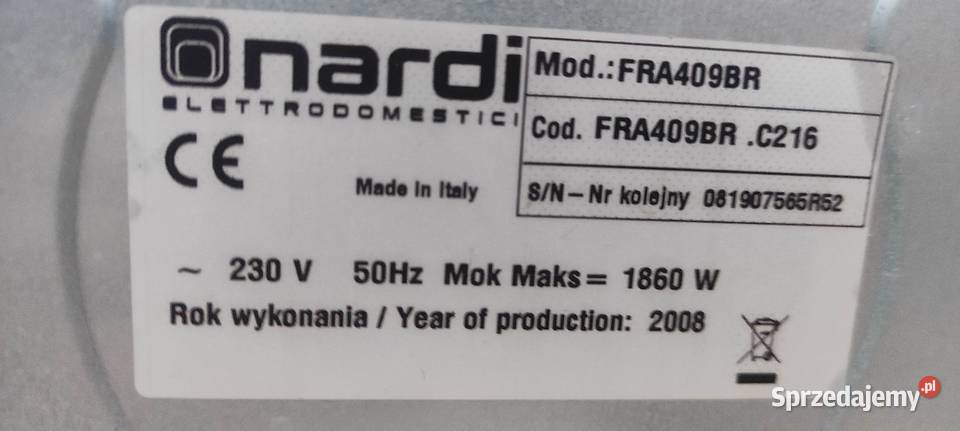 nardi
ELETTRODOMESTICI
CE
Made In Italy
Mod.:FRA409BR
Cod. FRA409BR .C216
S/N – Nr kolejny 081907565R52
~ 230 V 50Hz Mok Maks= 1860 W
Rok wykonania / Year of production: 2008
Sprzedajemy.pl